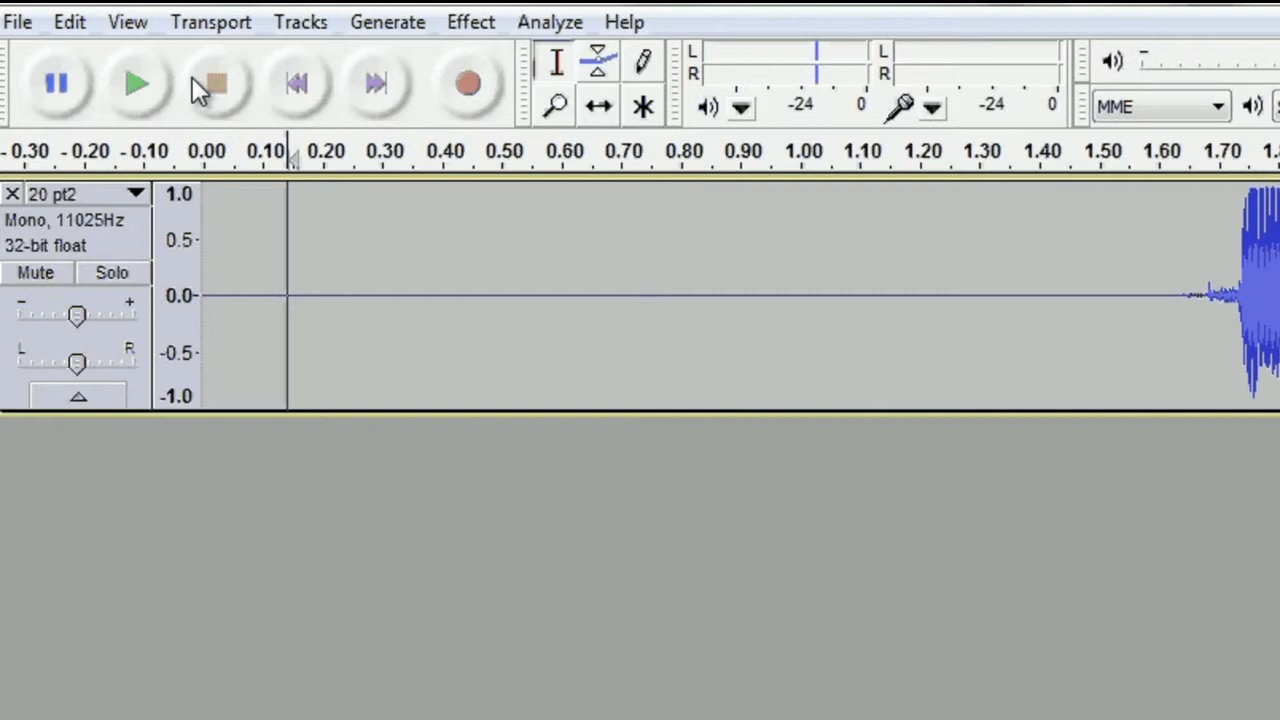 File Edit View Transport Tracks Generate Effect Analyze Help
L L
R R
-24 0 -24 0
MME
- 0.30 - 0.20 - 0.10 0.00 0.10 0.20 0.30 0.40 0.50 0.60 0.70 0.80 0.90 1.00 1.10 1.20 1.30 1.40 1.50 1.60 1.70
20 pt2 1.0
Mono, 11025Hz
0.5-
32-bit float
Mute Solo
- + 0.0-
L R -0.5-
-1.0